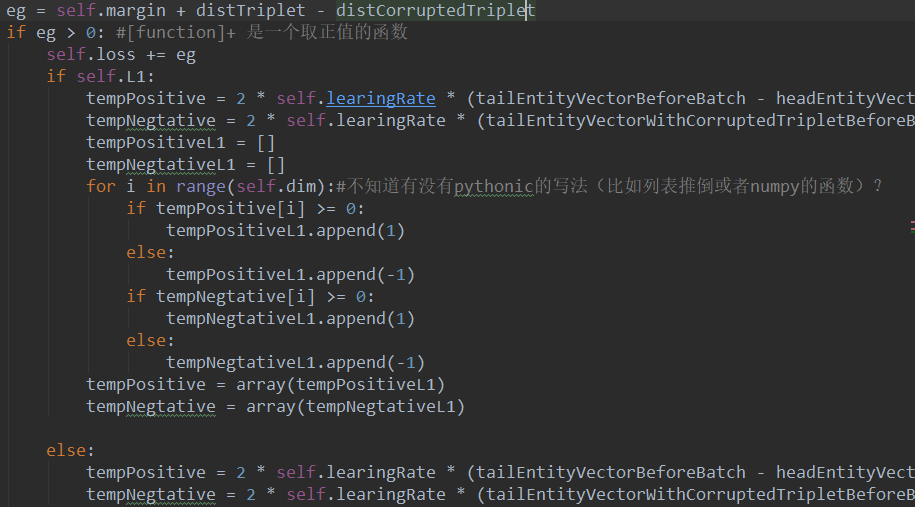 eg = self.margin + distTriplet - distCorruptedTriplet
if eg > 0: #[function]+ 是一个取正值的函数
self.loss += eg
if self.L1:
tempPositive = 2 * self.learingRate * (tailEntityVectorBeforeBatch - headEntityVect
tempNegtative = 2 * self.learingRate * (tailEntityVectorWithCorruptedTripletBeforeB
tempPositiveL1 = []
tempNegtativeL1 = []
for i in range(self.dim):#不知道有没有pythonic的写法（比如列表推倒或者numpy的函数）？
if tempPositive[i] >= 0:
tempPositiveL1.append(1)
else:
tempPositiveL1.append(-1)
if tempNegtative[i] >= 0:
tempNegtativeL1.append(1)
else:
tempNegtativeL1.append(-1)
tempPositive = array(tempPositiveL1)
tempNegtative = array(tempNegtativeL1)
else:
tempPositive = 2 * self.learingRate * (tailEntityVectorBeforeBatch - headEntityVect
tempNegtative = 2 * self.learingRate * (tailEntityVectorWithCorruptedTripletBeforeB